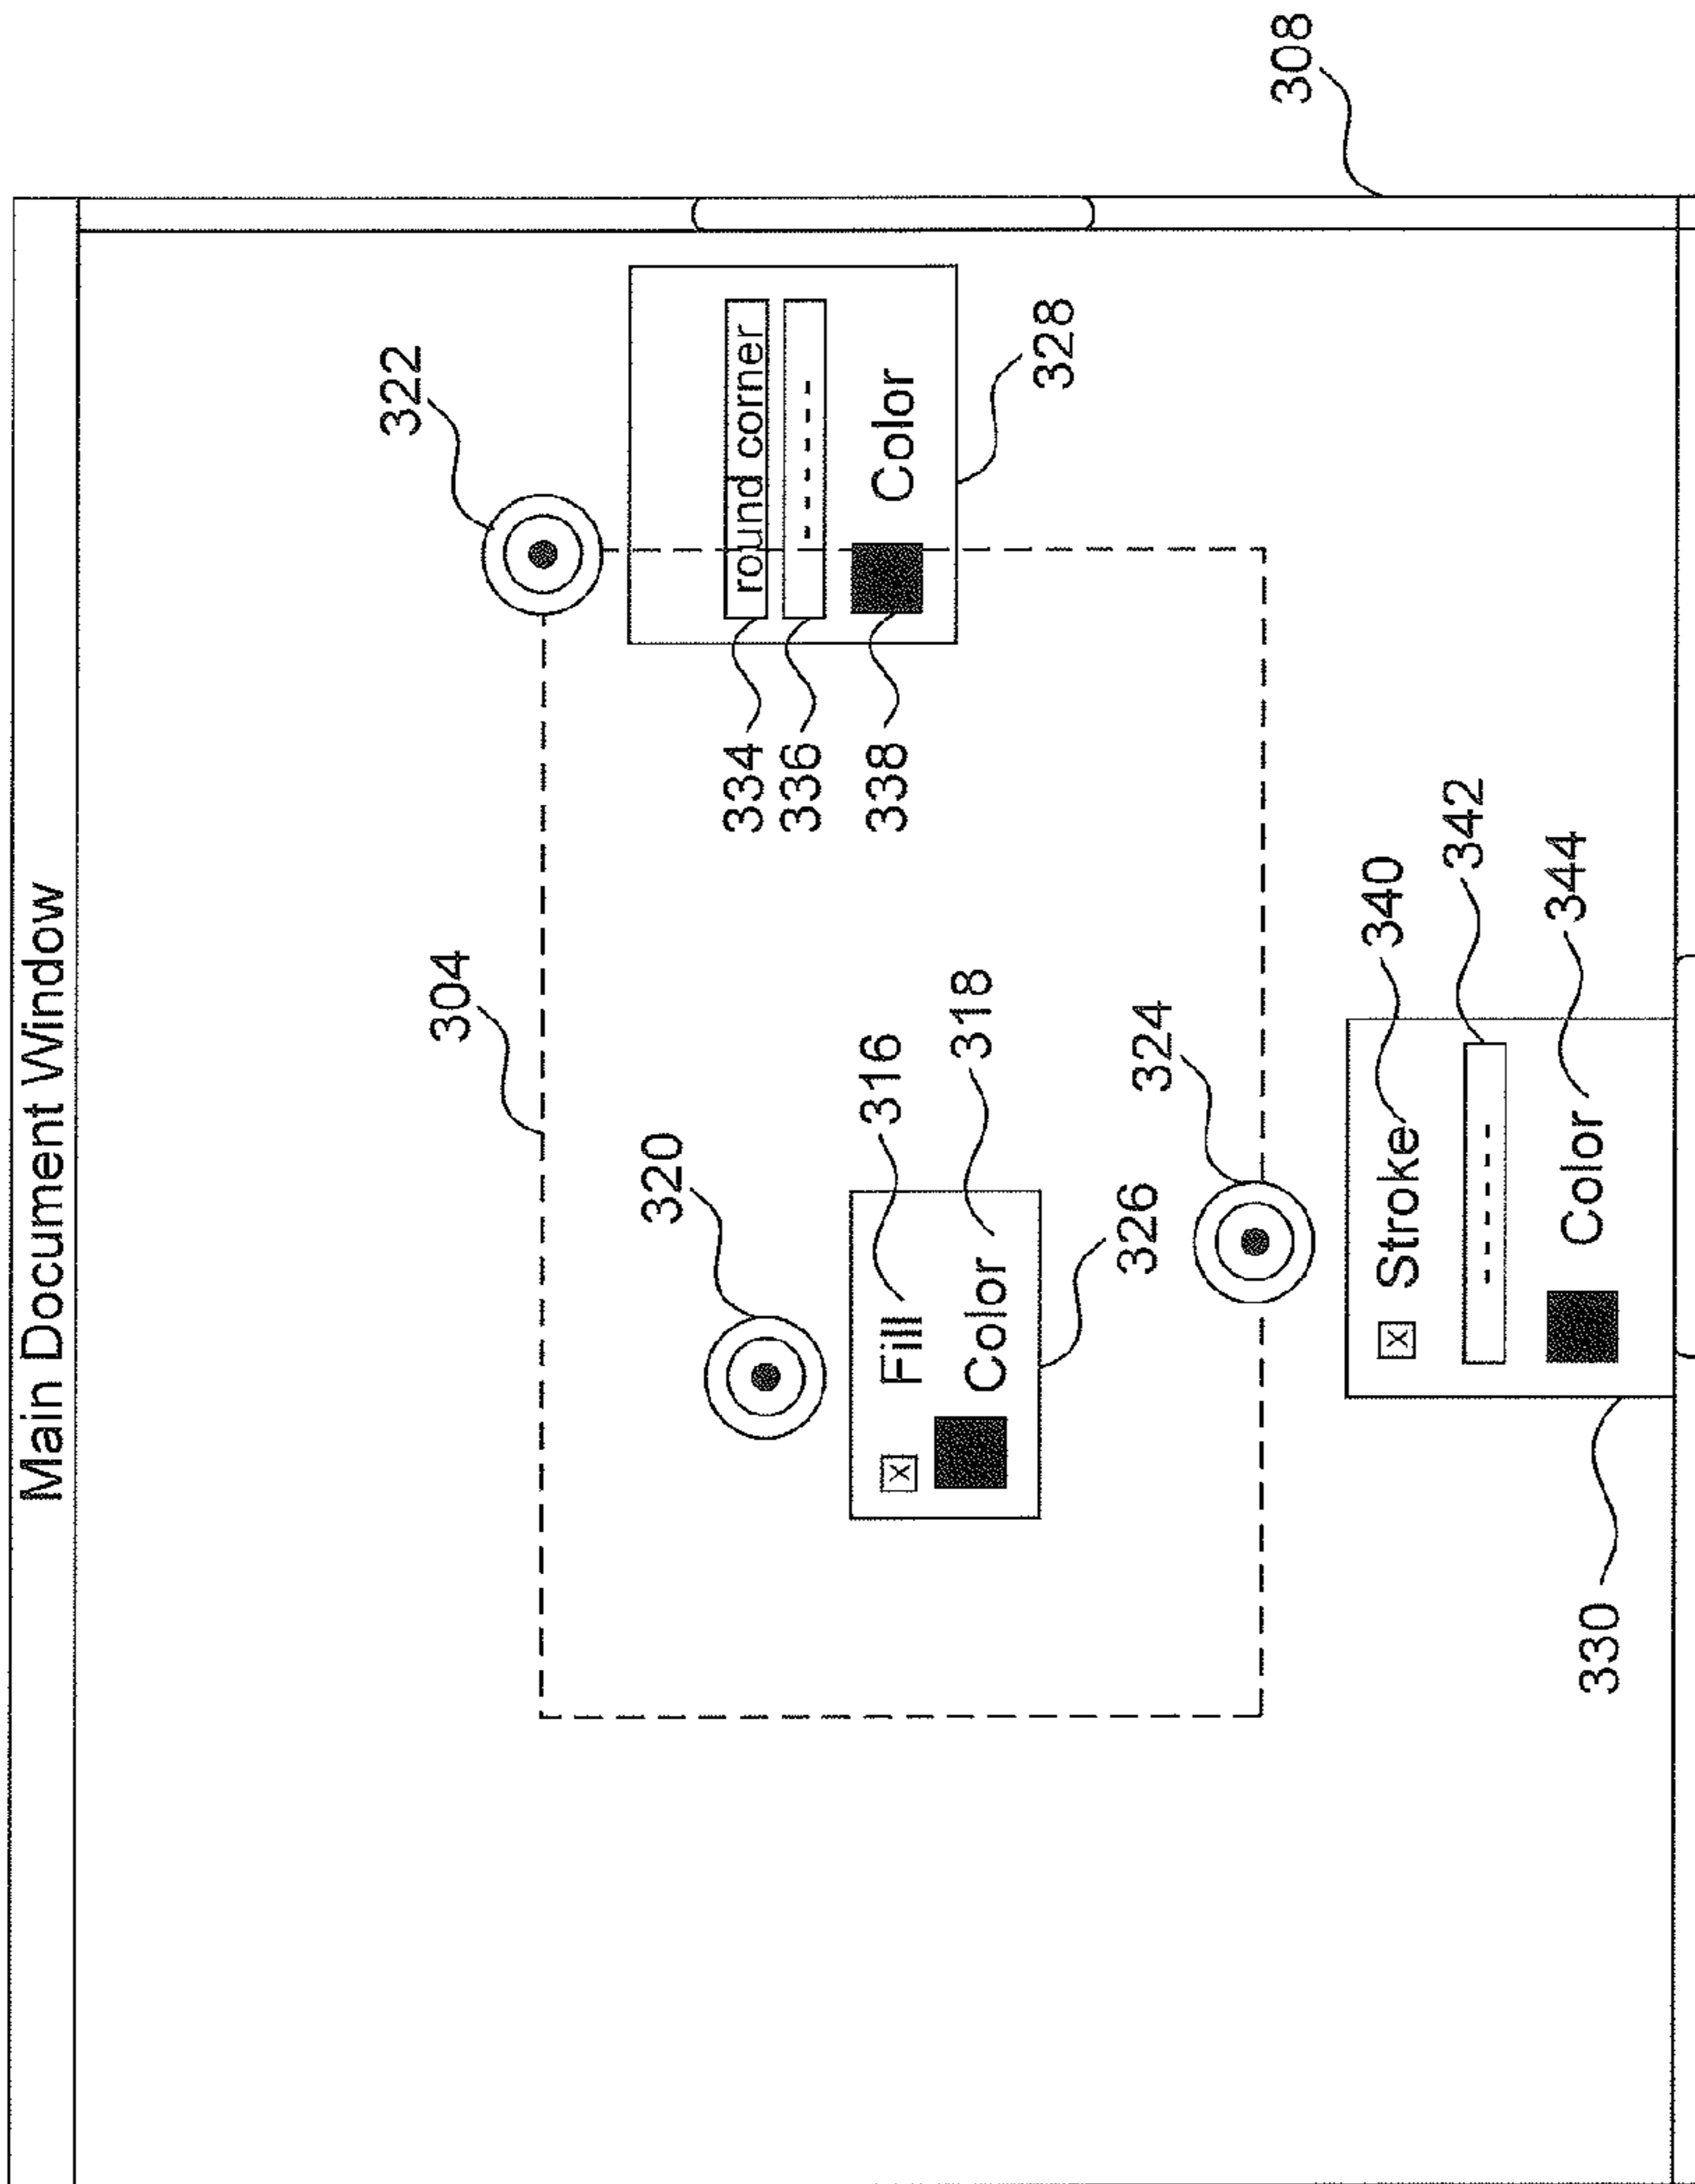 Main Document Window
304
322
308
320
round corner
334
336
338
Color
328
x Fill
316
Color
318
326
324
x Stroke
340
342
Color
344
330